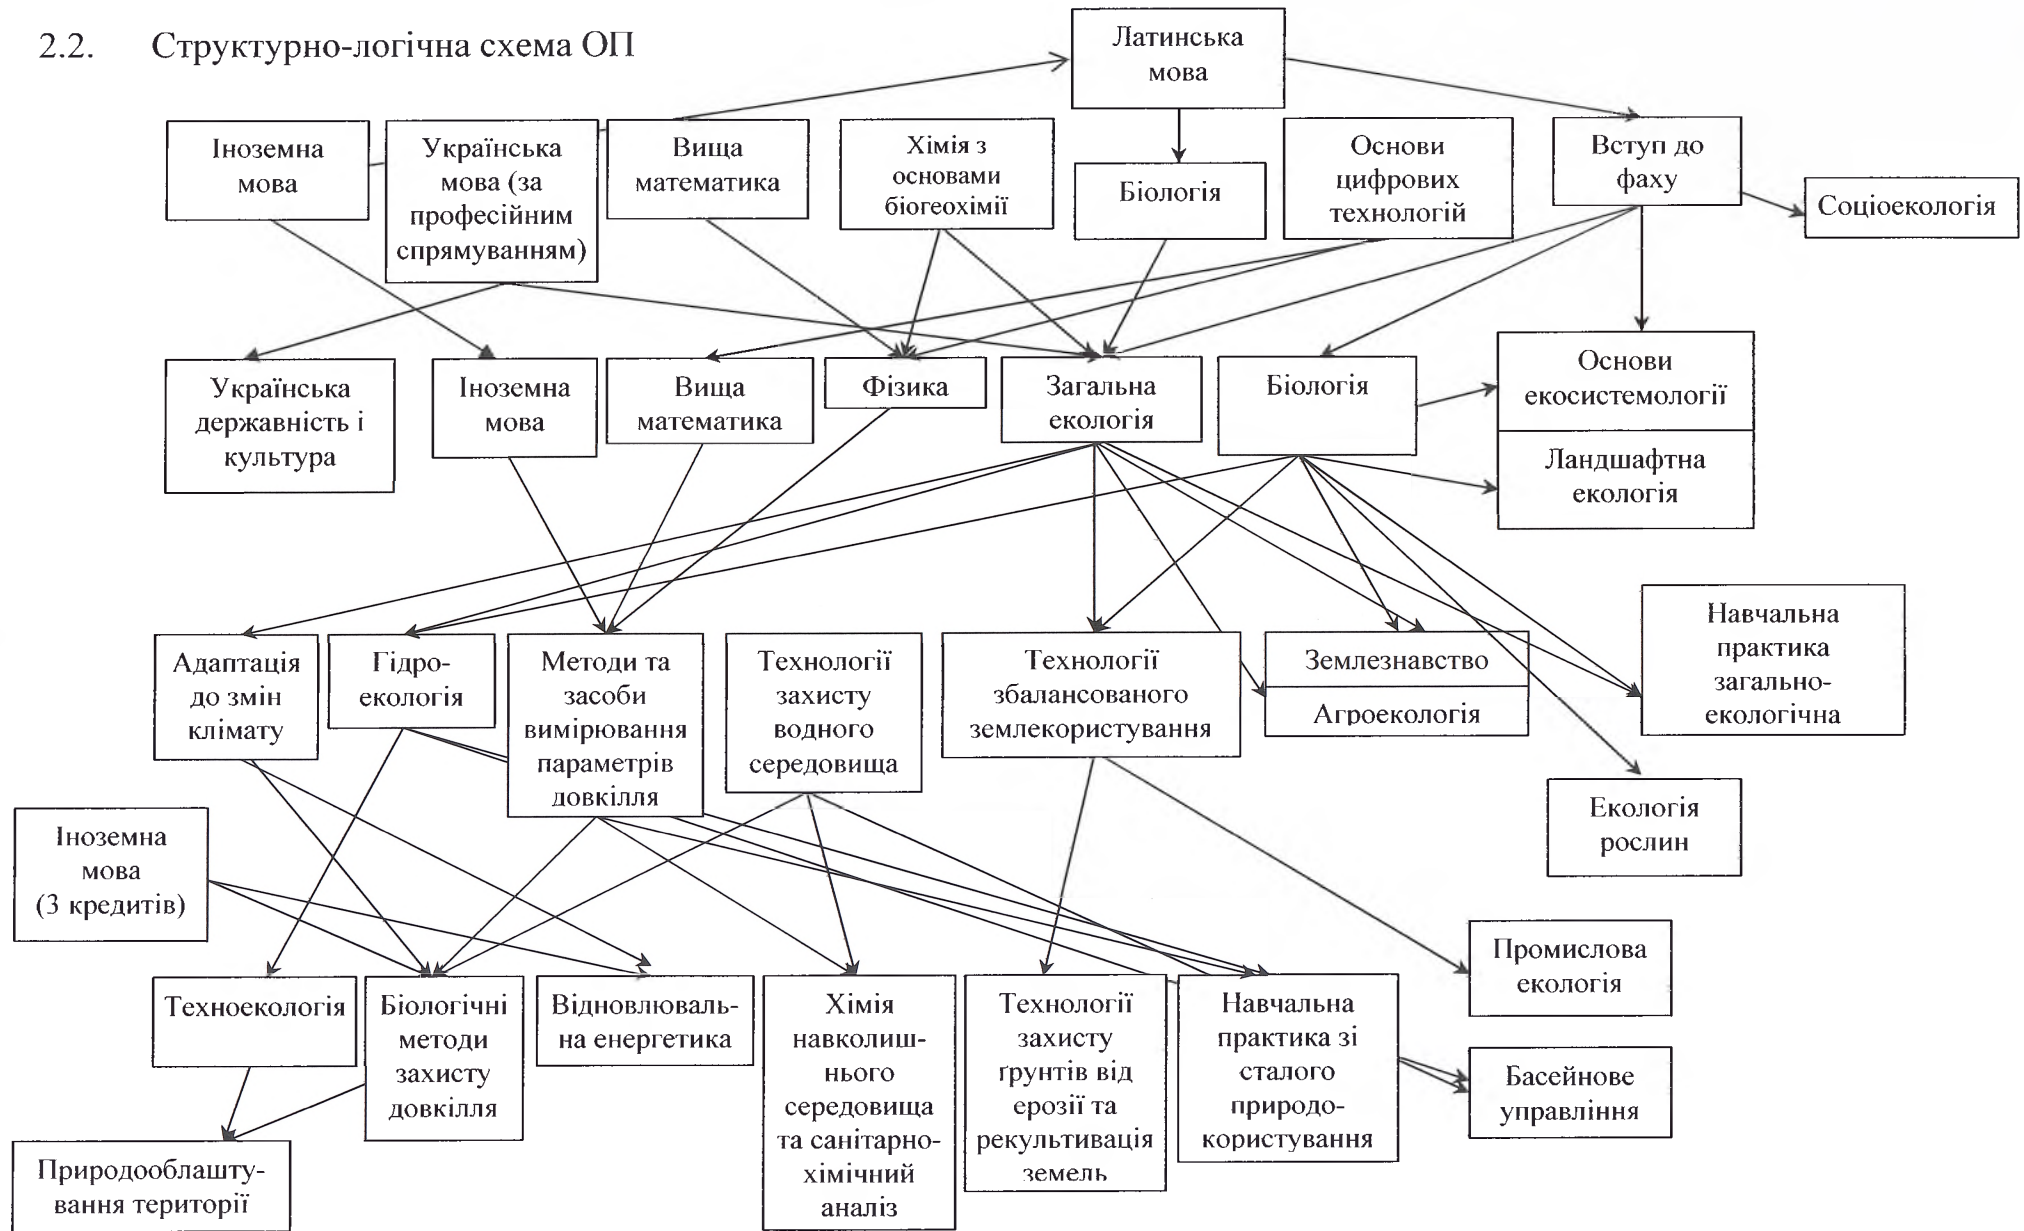 2.2. Структурно-логічна схема ОП
Латинська
мова
Іноземна
мова
Українська
мова (за
професійним
спрямуванням)
Вища
математика
Хімія з
основами
біогеохімії
Біологія
Основи
цифрових
технологій
Вступ до
фаху
Соціоекологія
Українська
державність і
культура
Іноземна
мова
Вища
математика
Фізика
Загальна
екологія
Біологія
Основи
екосистемології
Ландшафтна
екологія
Адаптація
до змін
клімату
Гідро-
екологія
Методи та
засоби
вимірювання
параметрів
довкілля
Технології
захисту
водного
середовища
Технології
збалансованого
землекористування
Землезнавство
Агроекологія
Навчальна
практика
загально-
екологічна
Екологія
рослин
Іноземна
мова
(3 кредитів)
Техноекологія
Біологічні
методи
захисту
довкілля
Відновлюваль-
на енергетика
Хімія
навколиш-
нього
середовища
та санітарно-
хімічний
аналіз
Технології
захисту
ґрунтів від
ерозії та
рекультивація
земель
Навчальна
практика зі
сталого
природо-
користування
Промислова
екологія
Басейнове
управління
Природооблашту-
вання території